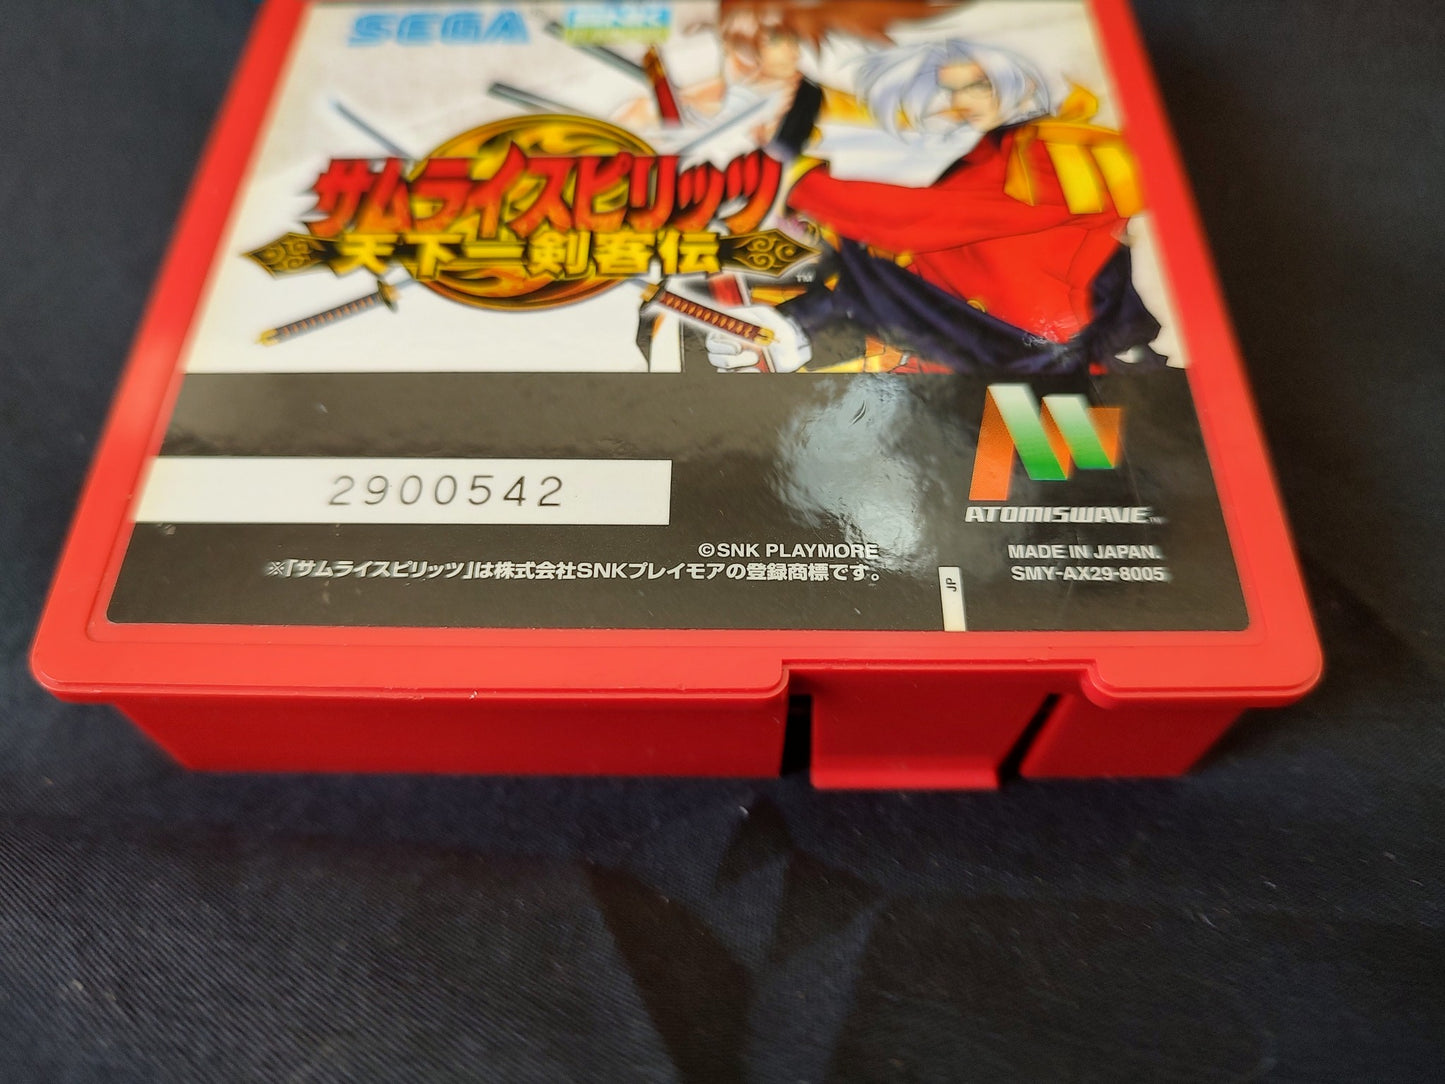 SEGA
SNK
サムライスピリッツ
天下一剣客伝
TM
2900542
ATOMISWAVE
©SNK PLAYMORE
※「サムライスピリッツ」は株式会社SNKプレイモアの登録商標です。
JP
MADE IN JAPAN.
SMY-AX29-8005